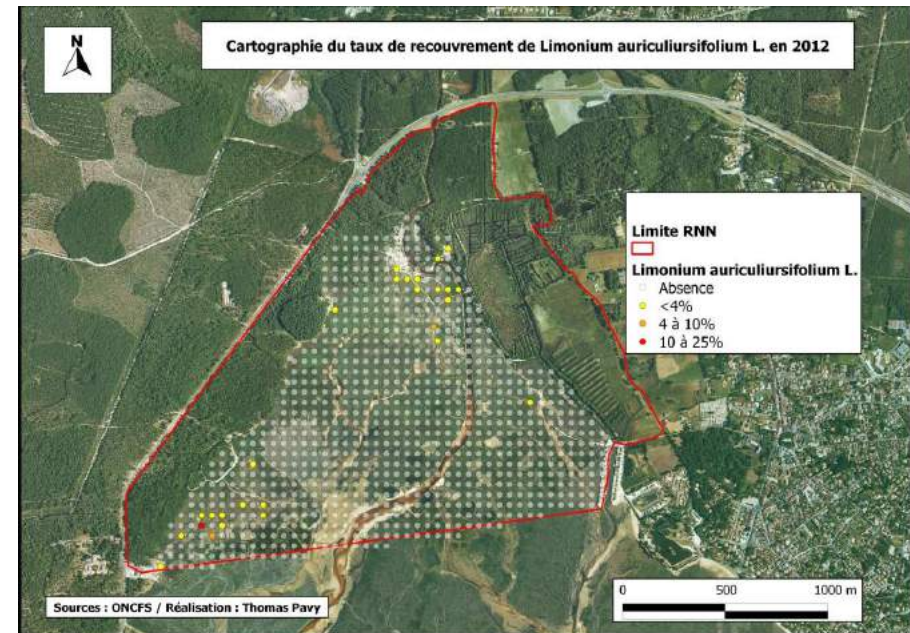 N
Cartographie du taux de recouvrement de Limonium auriculiursifolium L. en 2012
Limite RNN
Limonium auriculiursifolium L.
Absence
<4%
4 à 10%
10 à 25%
0 500 1000 m
Sources : ONCFS / Réalisation : Thomas Pavy